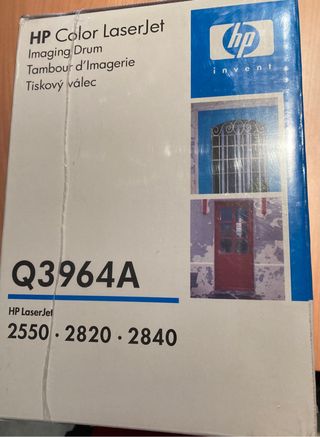 HP Color LaserJet
Imaging Drum
Tambour d'Imagerie
Tiskový válec
hp
invent
Q3964A
HP LaserJet
2550 · 2820 · 2840